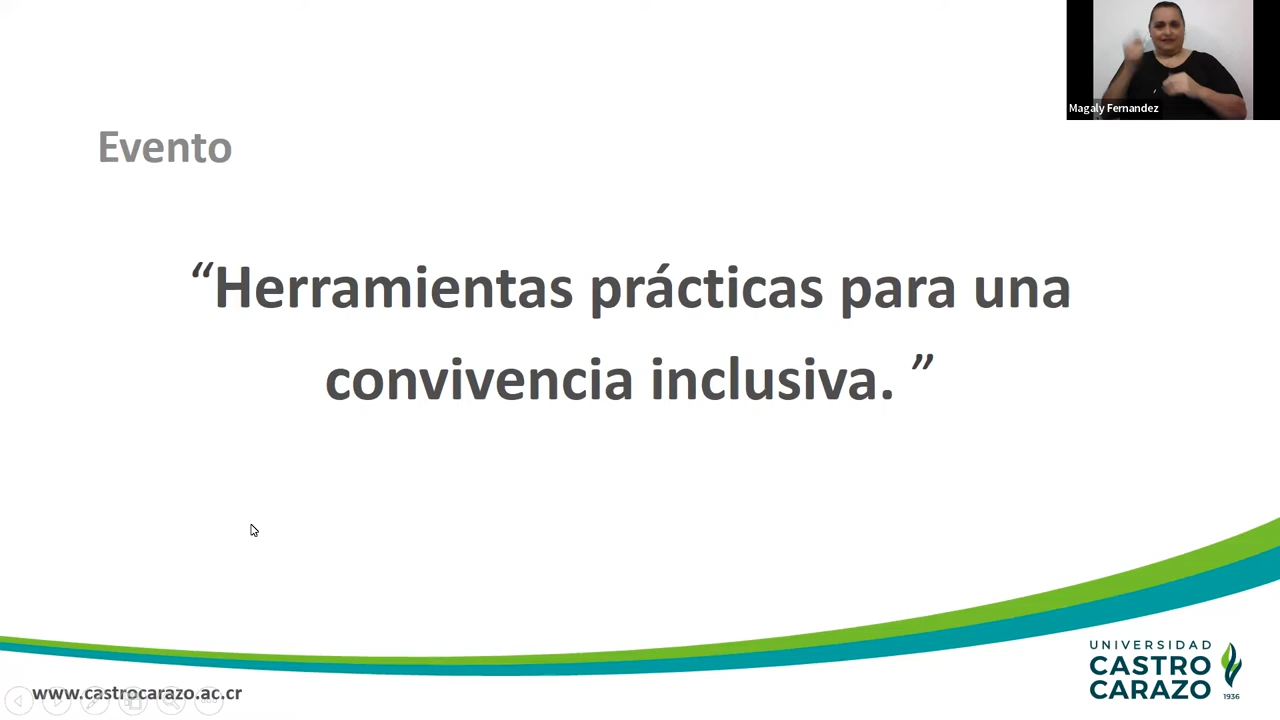 Magaly Fernandez
Evento
“Herramientas prácticas para una
convivencia inclusiva. ”
www.castrocarazo.ac.cr
UNIVERSIDAD
CASTRO
CARAZO
1936